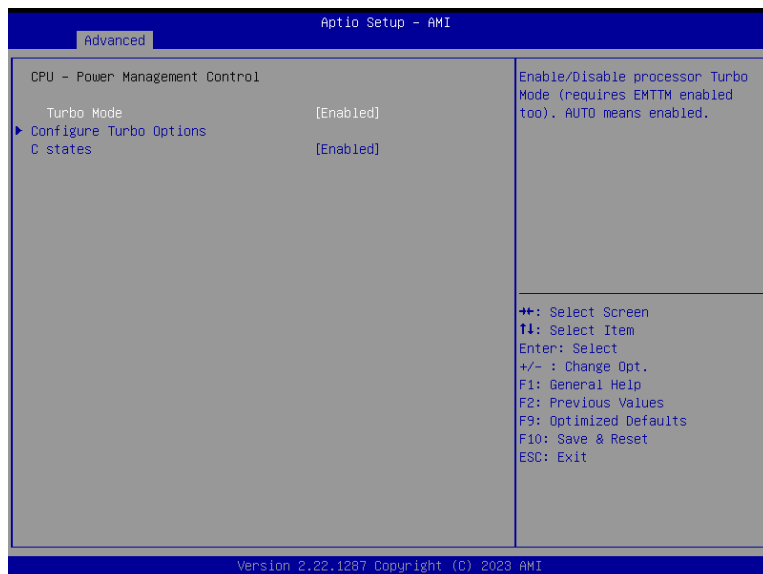 Aptio Setup – AMI
Advanced
CPU – Power Management Control
Turbo Mode [Enabled]
Configure Turbo Options
C states [Enabled]
Enable/Disable processor Turbo
Mode (requires EMTTM enabled
too). AUTO means enabled.
→←: Select Screen
↑↓: Select Item
Enter: Select
+/– : Change Opt.
F1: General Help
F2: Previous Values
F9: Optimized Defaults
F10: Save & Reset
ESC: Exit
Version 2.22.1287 Copyright (C) 2023 AMI